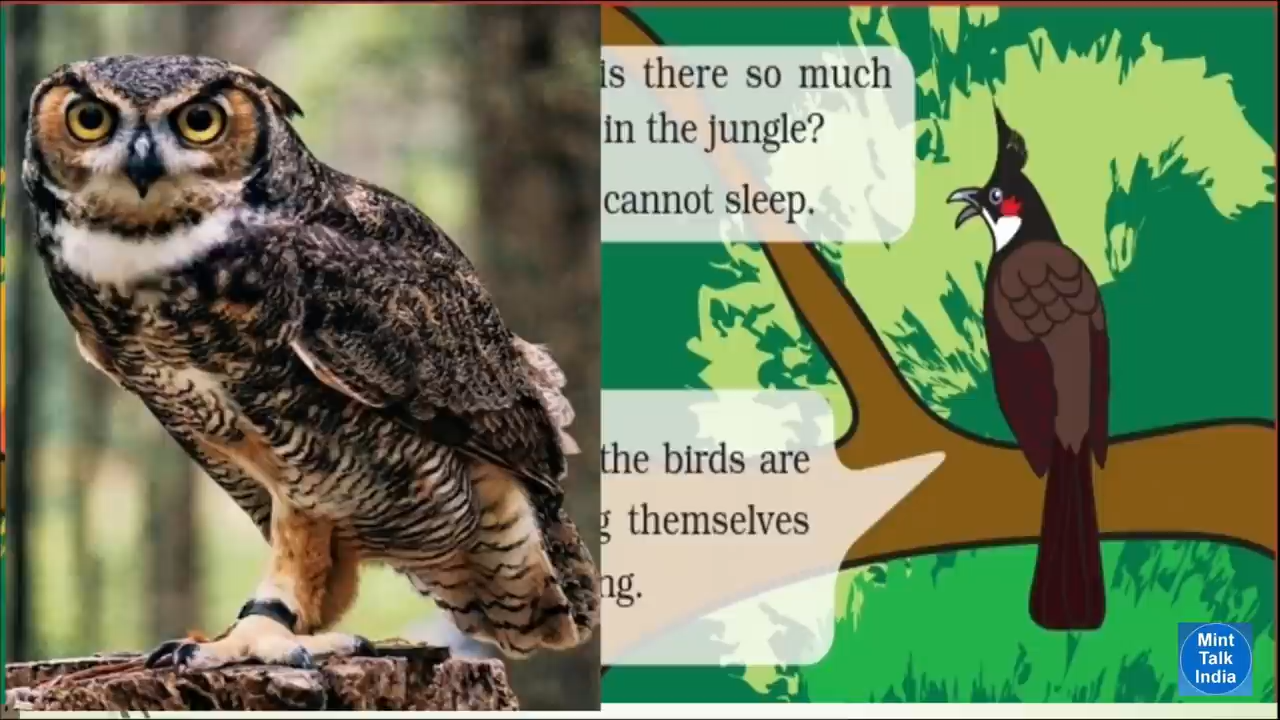 is there so much
in the jungle?
cannot sleep.
the birds are
g themselves
ng.
Mint
Talk
India